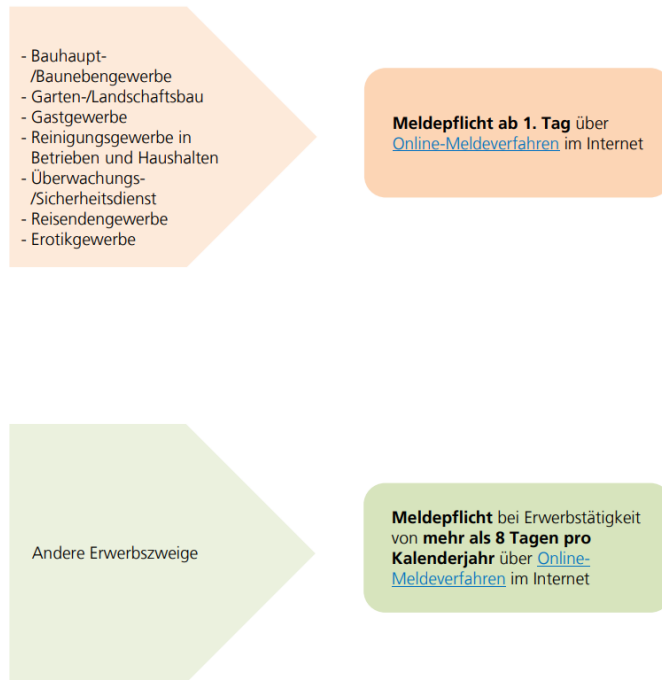 - Bauhaupt-
/Baunebengewerbe
- Garten-/Landschaftsbau
- Gastgewerbe
- Reinigungsgewerbe in
Betrieben und Haushalten
- Überwachungs-
/Sicherheitsdienst
- Reisendengewerbe
- Erotikgewerbe
Meldepflicht ab 1. Tag über
Online-Meldeverfahren im Internet
Andere Erwerbszweige
Meldepflicht bei Erwerbstätigkeit
von mehr als 8 Tagen pro
Kalenderjahr über Online-
Meldeverfahren im Internet